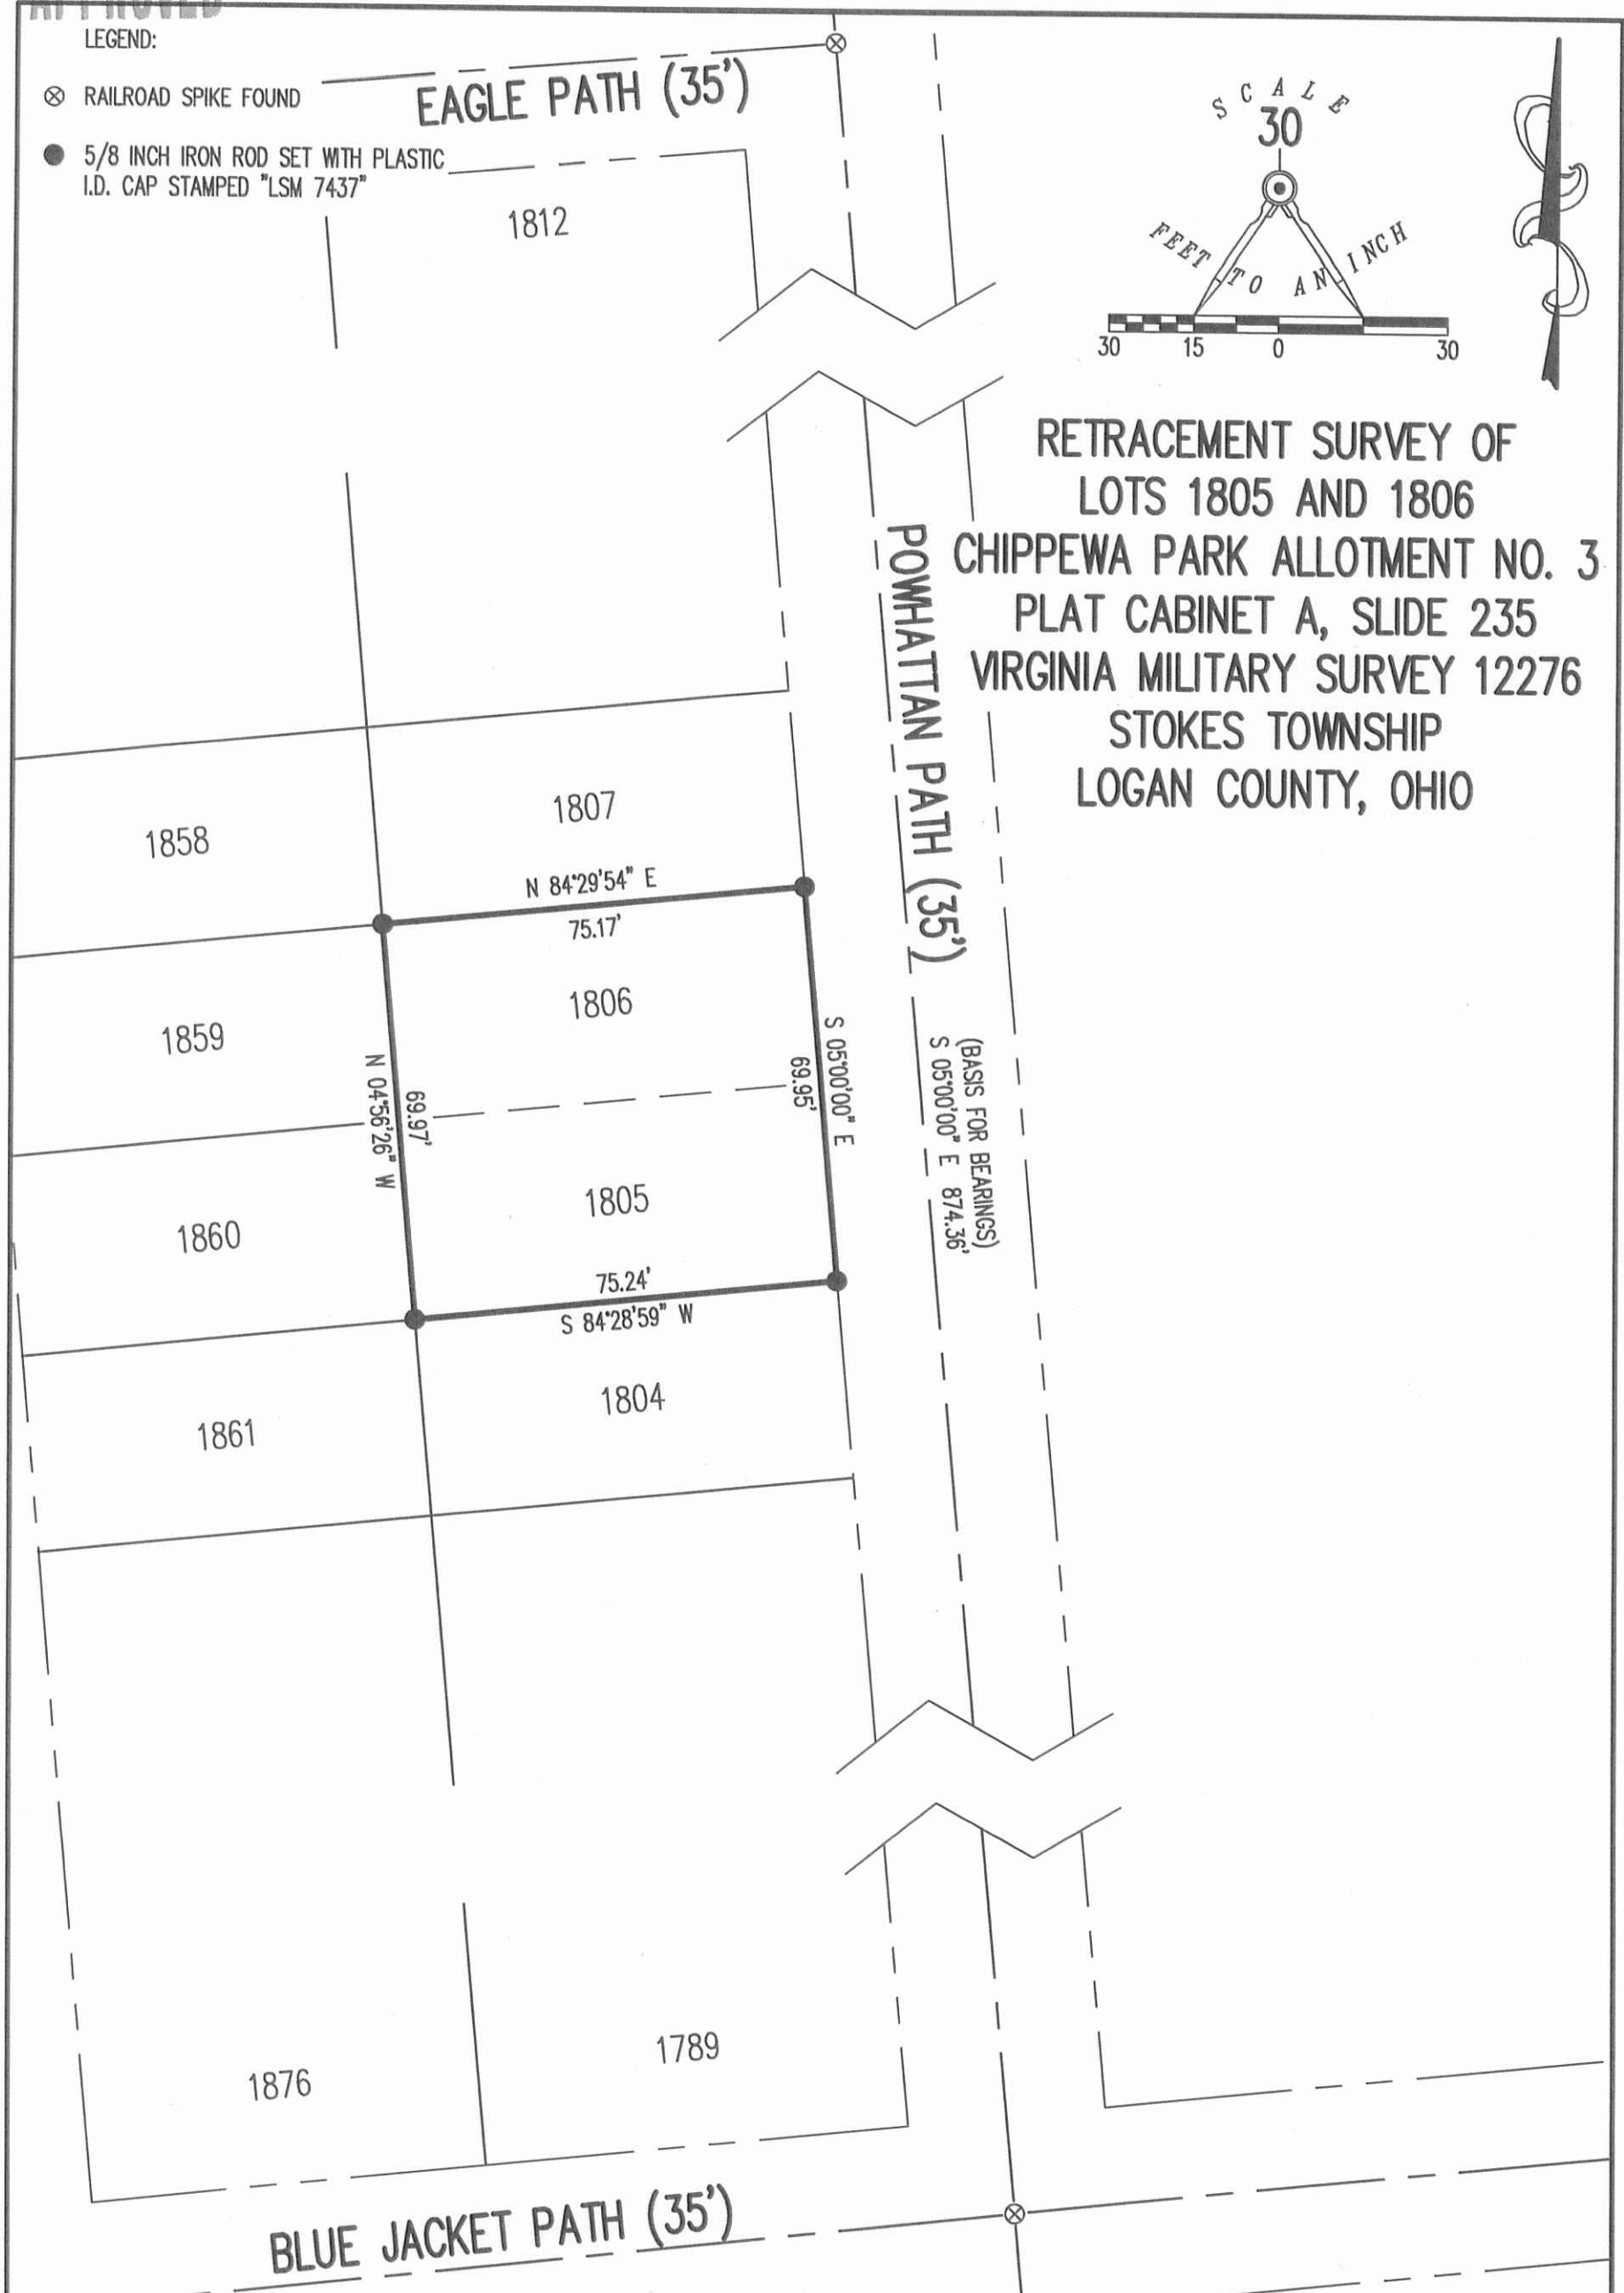 APPROVED
LEGEND:
RAILROAD SPIKE FOUND
5/8 INCH IRON ROD SET WITH PLASTIC
I.D. CAP STAMPED "LSM 7437"
EAGLE PATH (35')
1812
SCALE
30
FEET TO AN INCH
30 15 0 30
RETRACEMENT SURVEY OF
LOTS 1805 AND 1806
CHIPPEWA PARK ALLOTMENT NO. 3
PLAT CABINET A, SLIDE 235
VIRGINIA MILITARY SURVEY 12276
STOKES TOWNSHIP
LOGAN COUNTY, OHIO
POWHATTAN PATH (35')
(BASIS FOR BEARINGS)
S 05°00'00" E 874.36'
1858
1807
N 84°29'54" E
75.17'
1859
1806
N 04°56'26" W
69.97'
S 05°00'00" E
69.95'
1860
1805
75.24'
S 84°28'59" W
1861
1804
1876
1789
BLUE JACKET PATH (35')